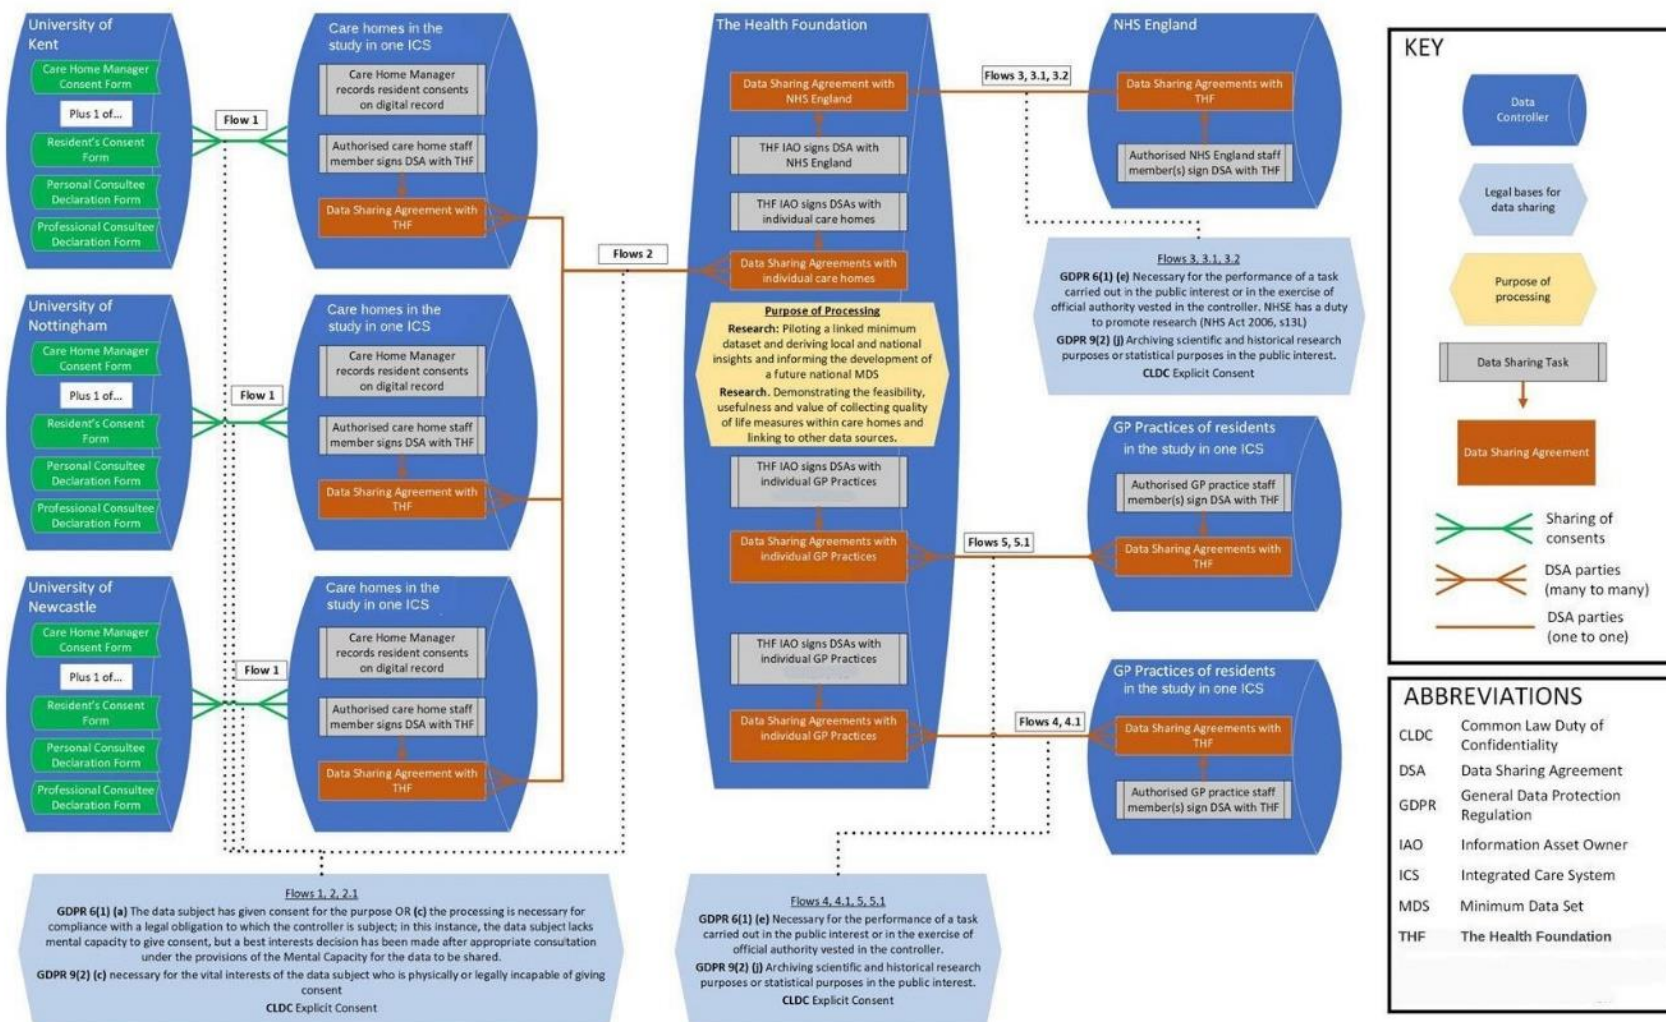 University of
Kent
Care Home Manager
Consent Form
Plus 1 of...
Resident's Consent
Form
Personal Consultee
Declaration Form
Professional Consultee
Declaration Form
Flow 1
Care homes in the
study in one ICS
Care Home Manager
records resident consents
on digital record
Authorised care home staff
member signs DSA with THF
Data Sharing Agreement with
THF
University of
Nottingham
Care Home Manager
Consent Form
Plus 1 of...
Resident's Consent
Form
Personal Consultee
Declaration Form
Professional Consultee
Declaration Form
Flow 1
Care homes in the
study in one ICS
Care Home Manager
records resident consents
on digital record
Authorised care home staff
member signs DSA with THF
Data Sharing Agreement with
THF
University of
Newcastle
Care Home Manager
Consent Form
Plus 1 of...
Resident's Consent
Form
Personal Consultee
Declaration Form
Professional Consultee
Declaration Form
Flow 1
Care homes in the
study in one ICS
Care Home Manager
records resident consents
on digital record
Authorised care home staff
member signs DSA with THF
Data Sharing Agreement with
THF
Flows 2
Flows 1, 2, 2.1
GDPR 6(1) (a) The data subject has given consent for the purpose OR (c) the processing is necessary for
compliance with a legal obligation to which the controller is subject; in this instance, the data subject lacks
mental capacity to give consent, but a best interests decision has been made after appropriate consultation
under the provisions of the Mental Capacity for the data to be shared.
GDPR 9(2) (c) necessary for the vital interests of the data subject who is physically or legally incapable of giving
consent
CLDC Explicit Consent
The Health Foundation
Data Sharing Agreement with
NHS England
THF IAO signs DSA with
NHS England
THF IAO signs DSAs with
individual care homes
Data Sharing Agreements with
individual care homes
Purpose of Processing
Research: Piloting a linked minimum
dataset and deriving local and
national insights and informing the development of
a future national MDS
Research. Demonstrating the feasibility,
usefulness and value of collecting quality
of life measures within care homes and
linking to other data sources.
THF IAO signs DSAs with
individual GP Practices
Data Sharing Agreements with
individual GP Practices
THF IAO signs DSAs with
individual GP Practices
Data Sharing Agreements with
individual GP Practices
Flows 3, 3.1, 3.2
NHS England
Data Sharing Agreements with
THF
Authorised NHS England staff
member(s) sign DSA with THF
Flows 3, 3.1, 3.2
GDPR 6(1) (e) Necessary for the performance of a task
carried out in the public interest or in the exercise of
official authority vested in the controller. NHSE has a duty
to promote research (NHS Act 2006, s13L)
GDPR 9(2) (j) Archiving scientific and historical research
purposes or statistical purposes in the public interest.
CLDC Explicit Consent
Flows 5, 5.1
GP Practices of residents
in the study in one ICS
Authorised GP practice staff
member(s) sign DSA with THF
Data Sharing Agreements with
THF
Flows 4, 4.1
GP Practices of residents
in the study in one ICS
Data Sharing Agreements with
THF
Authorised GP practice staff
member(s) sign DSA with THF
Flows 4, 4.1, 5, 5.1
GDPR 6(1) (e) Necessary for the performance of a task
carried out in the public interest or in the exercise of
official authority vested in the controller.
GDPR 9(2) (j) Archiving scientific and historical research
purposes or statistical purposes in the public interest.
CLDC Explicit Consent
KEY
Data
Controller
Legal bases for
data sharing
Purpose of
processing
Data Sharing Task
Data Sharing Agreement
Sharing of
consents
DSA parties
(many to many)
DSA parties
(one to one)
ABBREVIATIONS
CLDC Common Law Duty of
Confidentiality
DSA Data Sharing Agreement
GDPR General Data Protection
Regulation
IAO Information Asset Owner
ICS Integrated Care System
MDS Minimum Data Set
THF The Health Foundation